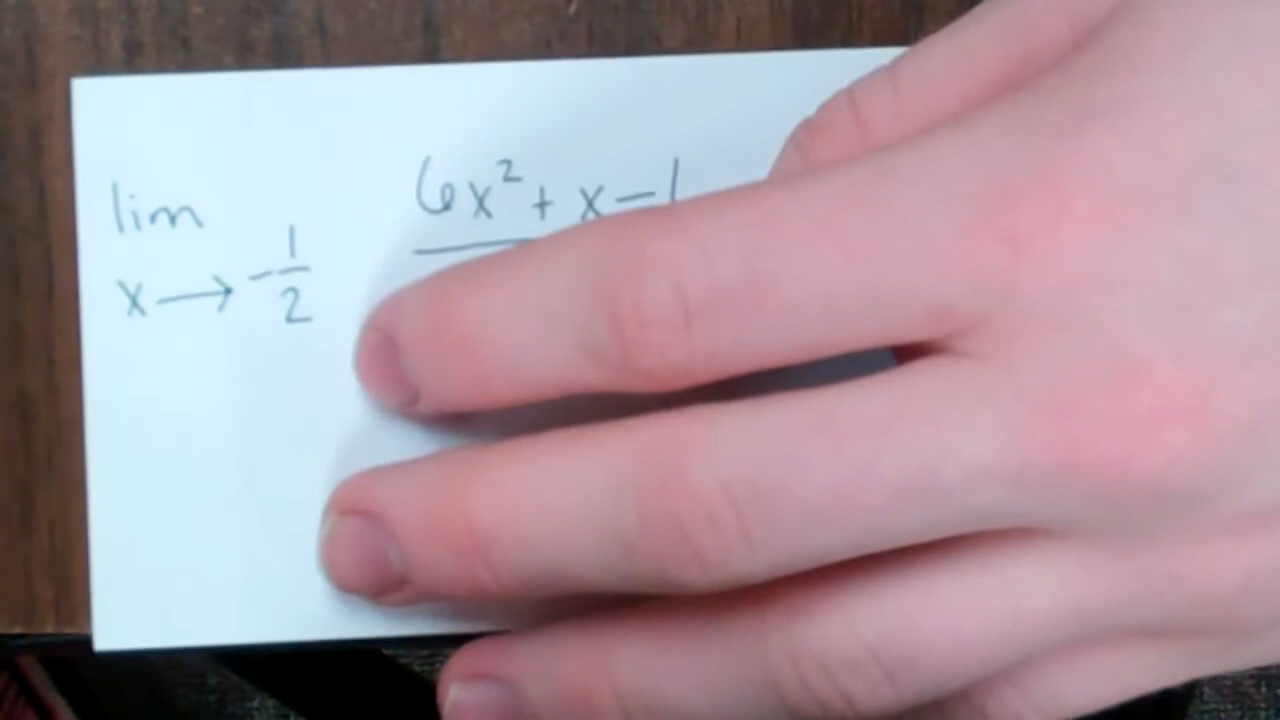 lim x → -1/2 6x² + x - 1